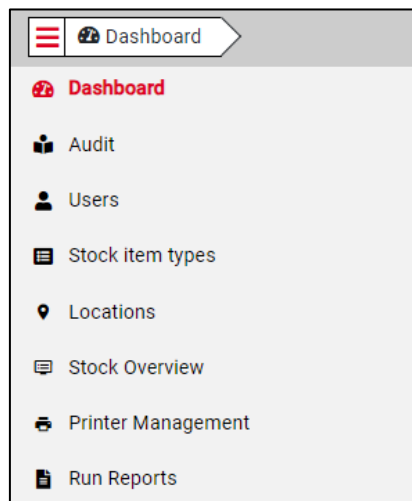 Dashboard
Dashboard
Audit
Users
Stock item types
Locations
Stock Overview
Printer Management
Run Reports